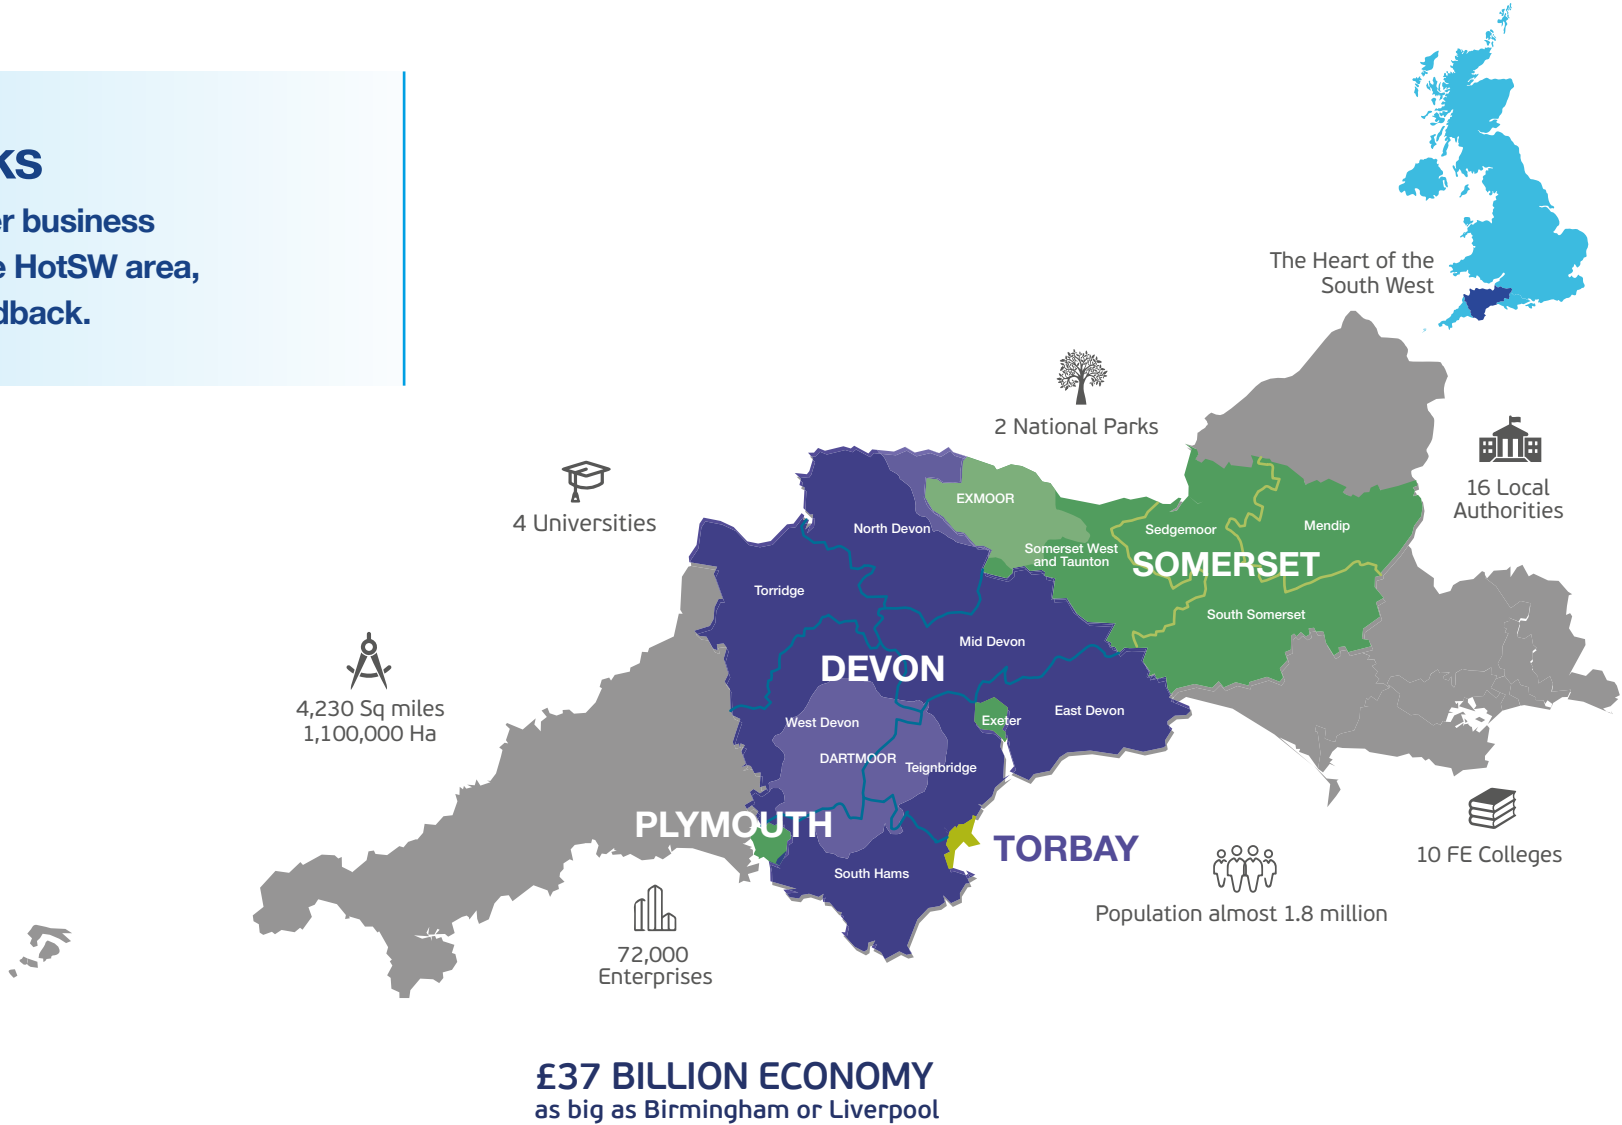 ks
er business
e HotSW area,
dback.
The Heart of the
South West
2 National Parks
4 Universities
16 Local
Authorities
4,230 Sq miles
1,100,000 Ha
EXMOOR
North Devon
Sedgemoor
Mendip
Somerset West
and Taunton
SOMERSET
Torridge
South Somerset
Mid Devon
DEVON
West Devon
Exeter
East Devon
DARTMOOR
Teignbridge
PLYMOUTH
TORBAY
South Hams
10 FE Colleges
Population almost 1.8 million
72,000
Enterprises
£37 BILLION ECONOMY
as big as Birmingham or Liverpool